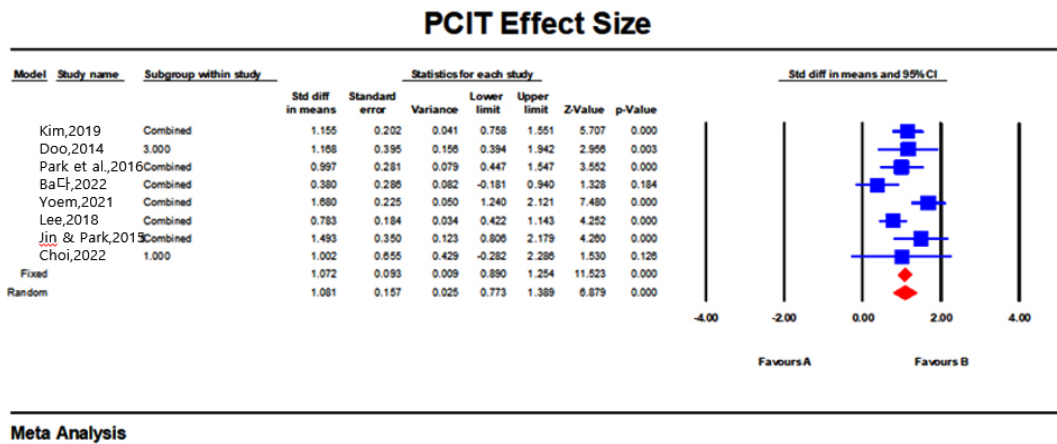 PCIT Effect Size
Model Study name Subgroup within study Statistics for each study Std diff in means and 95% CI
Std diff Standard Lower Upper
in means error Variance limit limit Z-Value p-Value
Kim,2019 Combined 1.155 0.202 0.041 0.758 1.551 5.707 0.000
Doo,2014 3.000 1.168 0.395 0.156 0.394 1.942 2.956 0.003
Park et al.,2016 Combined 0.997 0.281 0.079 0.447 1.547 3.552 0.000
Ba다,2022 Combined 0.380 0.286 0.082 -0.181 0.940 1.328 0.184
Yoem,2021 Combined 1.680 0.225 0.050 1.240 2.121 7.480 0.000
Lee,2018 Combined 0.783 0.184 0.034 0.422 1.143 4.252 0.000
Jin & Park,2015 Combined 1.493 0.350 0.123 0.806 2.179 4.260 0.000
Choi,2022 1.000 1.002 0.655 0.429 -0.282 2.286 1.530 0.126
Fixed 1.072 0.093 0.009 0.890 1.254 11.523 0.000
Random 1.081 0.157 0.025 0.773 1.389 6.879 0.000
-4.00 -2.00 0.00 2.00 4.00
Favours A Favours B
Meta Analysis